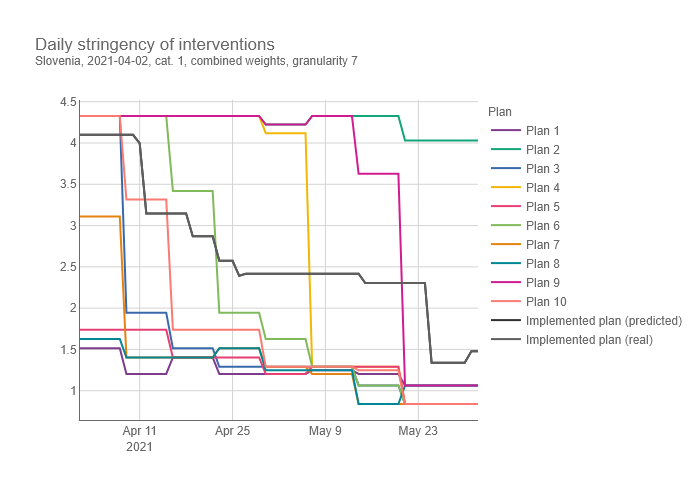 Daily stringency of interventions
Slovenia, 2021-04-02, cat. 1, combined weights, granularity 7
4.5
4
3.5
3
2.5
2
1.5
1
Apr 11
2021
Apr 25
May 9
May 23
Plan
Plan 1
Plan 2
Plan 3
Plan 4
Plan 5
Plan 6
Plan 7
Plan 8
Plan 9
Plan 10
Implemented plan (predicted)
Implemented plan (real)